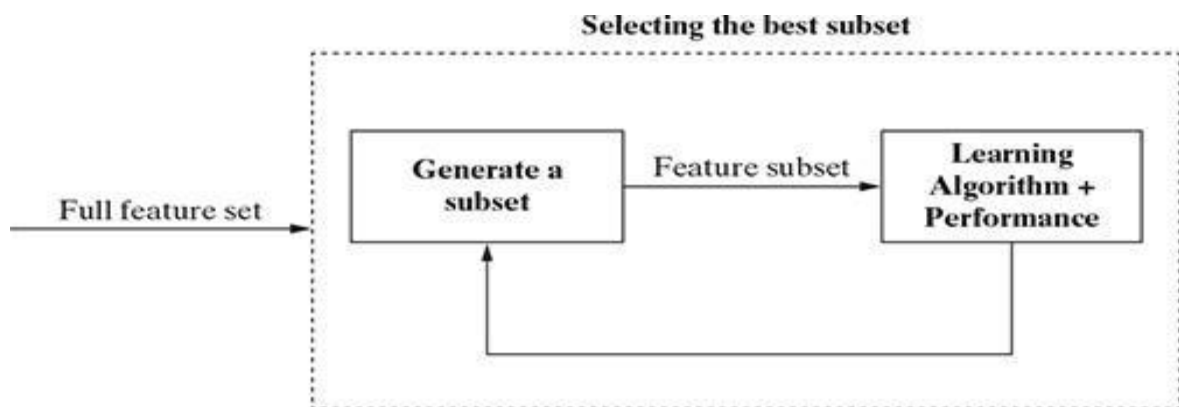 Selecting the best subset
Full feature set
Generate a
subset
Feature subset
Learning
Algorithm +
Performance